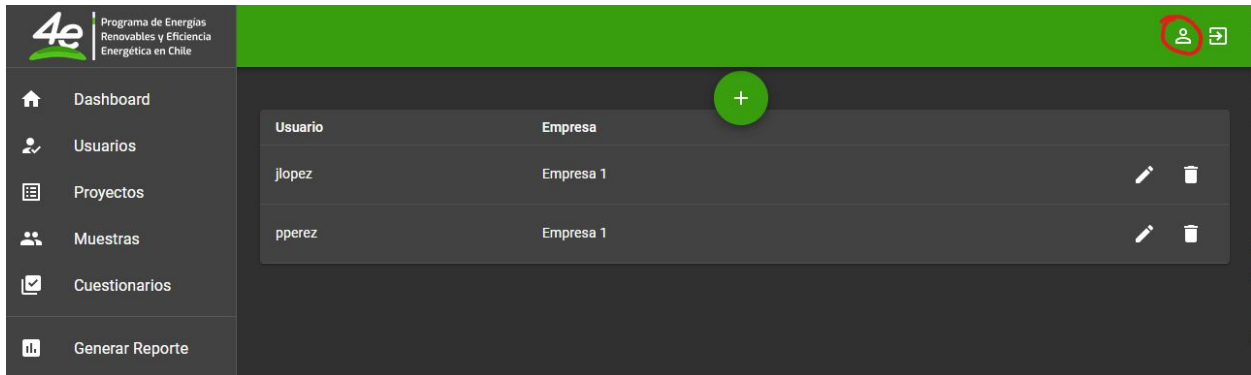 4e
Programa de Energías
Renovables y Eficiencia
Energética en Chile
Dashboard
Usuarios
Proyectos
Muestras
Cuestionarios
Generar Reporte
+
Usuario Empresa
jlopez Empresa 1
pperez Empresa 1